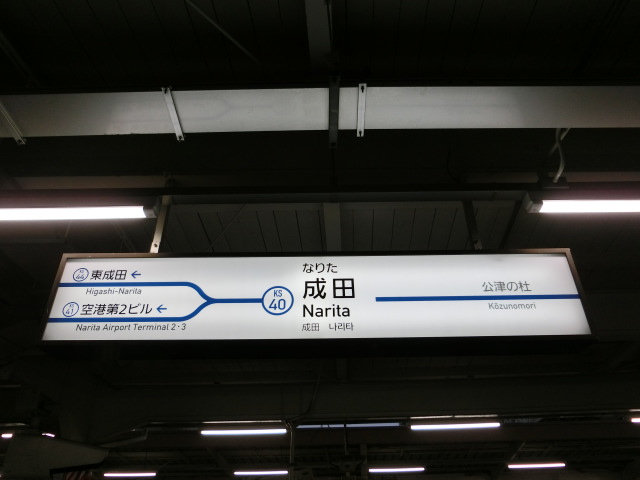 KS
44
東成田 ←
Higashi-Narita
KS
41
空港第2ビル ←
Narita Airport Terminal 2・3
KS
40
なりた
成田
Narita
成田 나리타
公津の杜
Kōzunomori